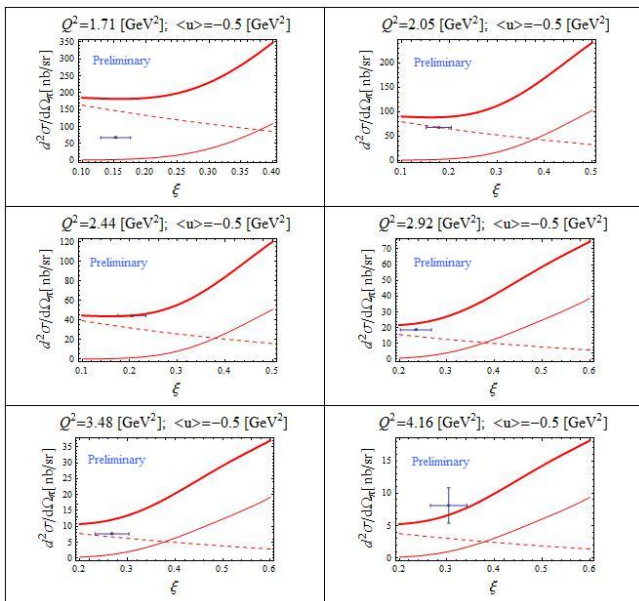 Q²=1.71 [GeV²]; <u>=−0.5 [GeV²]
Preliminary
d²σ/dΩπ[ nb/sr]
350
300
250
200
150
100
50
0
0.10 0.15 0.20 0.25 0.30 0.35 0.40
ξ
Q²=2.05 [GeV²]; <u>=−0.5 [GeV²]
Preliminary
d²σ/dΩπ[ nb/sr]
200
150
100
50
0
0.1 0.2 0.3 0.4 0.5
ξ
Q²=2.44 [GeV²]; <u>=−0.5 [GeV²]
Preliminary
d²σ/dΩπ[ nb/sr]
120
100
80
60
40
20
0
0.1 0.2 0.3 0.4 0.5
ξ
Q²=2.92 [GeV²]; <u>=−0.5 [GeV²]
Preliminary
d²σ/dΩπ[ nb/sr]
70
60
50
40
30
20
10
0
0.2 0.3 0.4 0.5 0.6
ξ
Q²=3.48 [GeV²]; <u>=−0.5 [GeV²]
Preliminary
d²σ/dΩπ[ nb/sr]
35
30
25
20
15
10
5
0
0.2 0.3 0.4 0.5 0.6
ξ
Q²=4.16 [GeV²]; <u>=−0.5 [GeV²]
Preliminary
d²σ/dΩπ[ nb/sr]
15
10
5
0
0.2 0.3 0.4 0.5 0.6
ξ